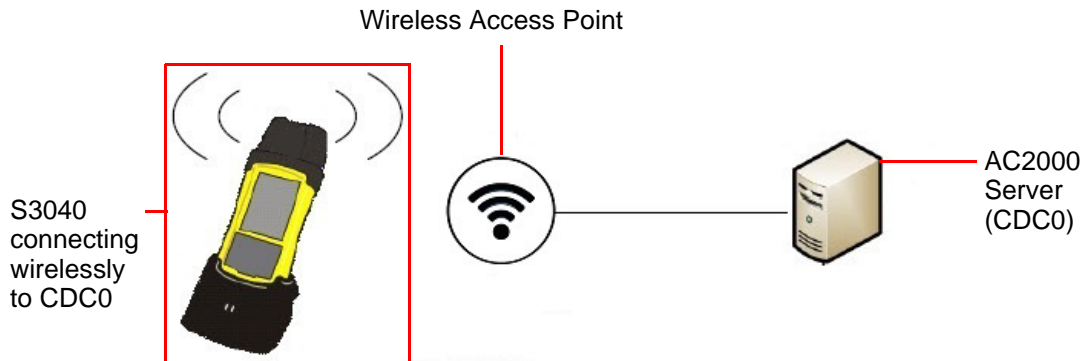 Wireless Access Point
S3040
connecting
wirelessly
to CDC0
AC2000
Server
(CDC0)